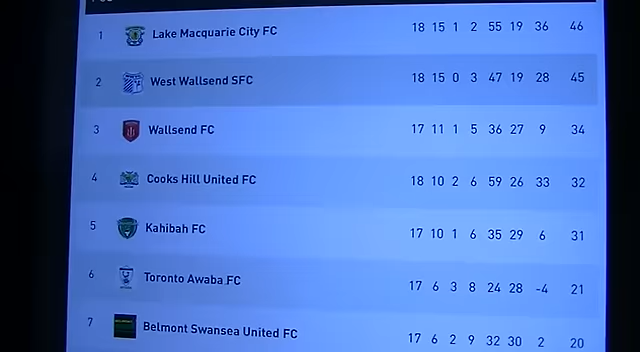 1 Lake Macquarie City FC 18 15 1 2 55 19 36 46
2 West Wallsend SFC 18 15 0 3 47 19 28 45
3 Wallsend FC 17 11 1 5 36 27 9 34
4 Cooks Hill United FC 18 10 2 6 59 26 33 32
5 Kahibah FC 17 10 1 6 35 29 6 31
6 Toronto Awaba FC 17 6 3 8 24 28 -4 21
7 Belmont Swansea United FC 17 6 2 9 32 30 2 20